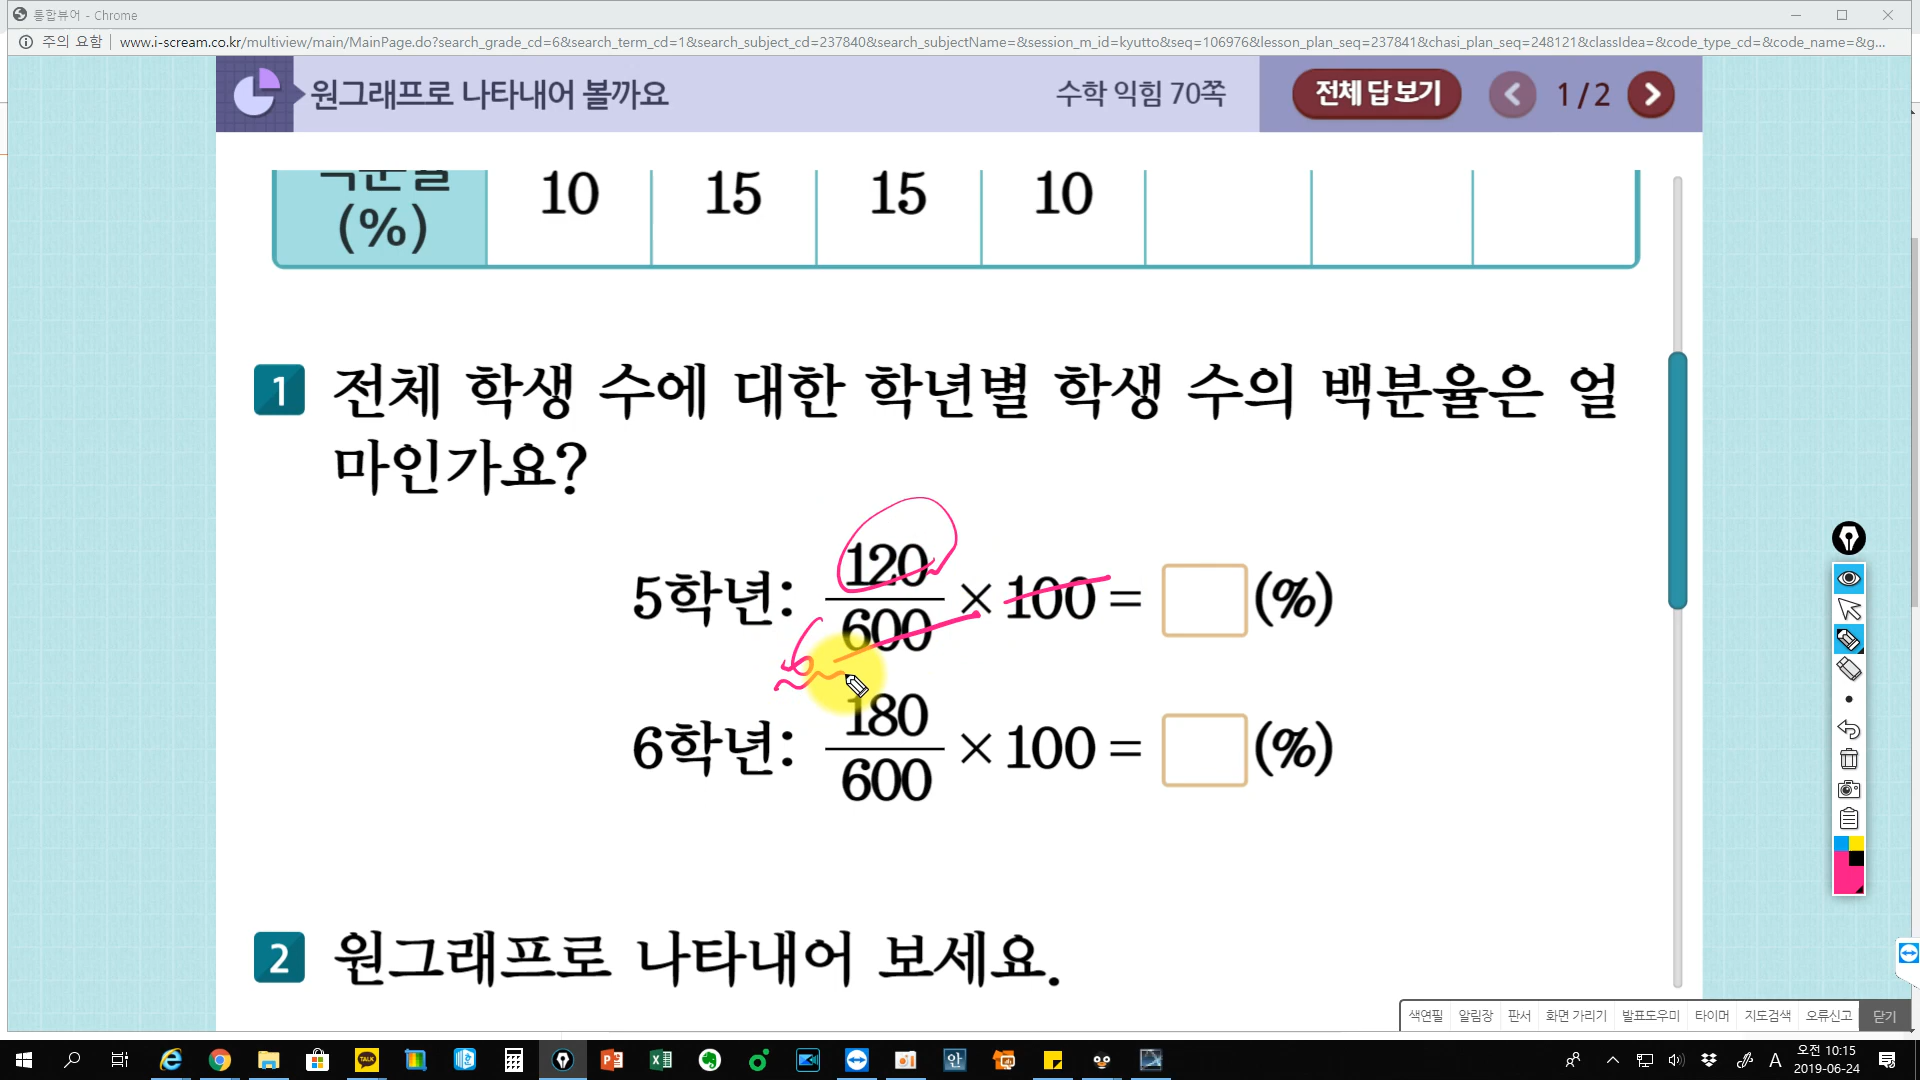 통합뷰어 - Chrome
주의 요함 | www.i-scream.co.kr/multiview/main/MainPage.do?search_grade_cd=6&search_term_cd=1&search_subject_cd=237840&search_subjectName=&session_m_id=kyutto&seq=106976&lesson_plan_seq=237841&chasi_plan_seq=248121&classIdea=&code_type_cd=&code_name=&g...
원그래프로 나타내어 볼까요 수학 익힘 70쪽 전체 답 보기 1 / 2
백분율
(%) 10 15 15 10
1 전체 학생 수에 대한 학년별 학생 수의 백분율은 얼
마인가요?
5학년: 120/600 × 100 = (%)
6
6학년: 180/600 × 100 = (%)
2 원그래프로 나타내어 보세요.
색연필 알림장 판서 화면 가리기 발표도우미 타이머 지도검색 오류신고 닫기
TALK 안 A 오전 10:15
2019-06-24